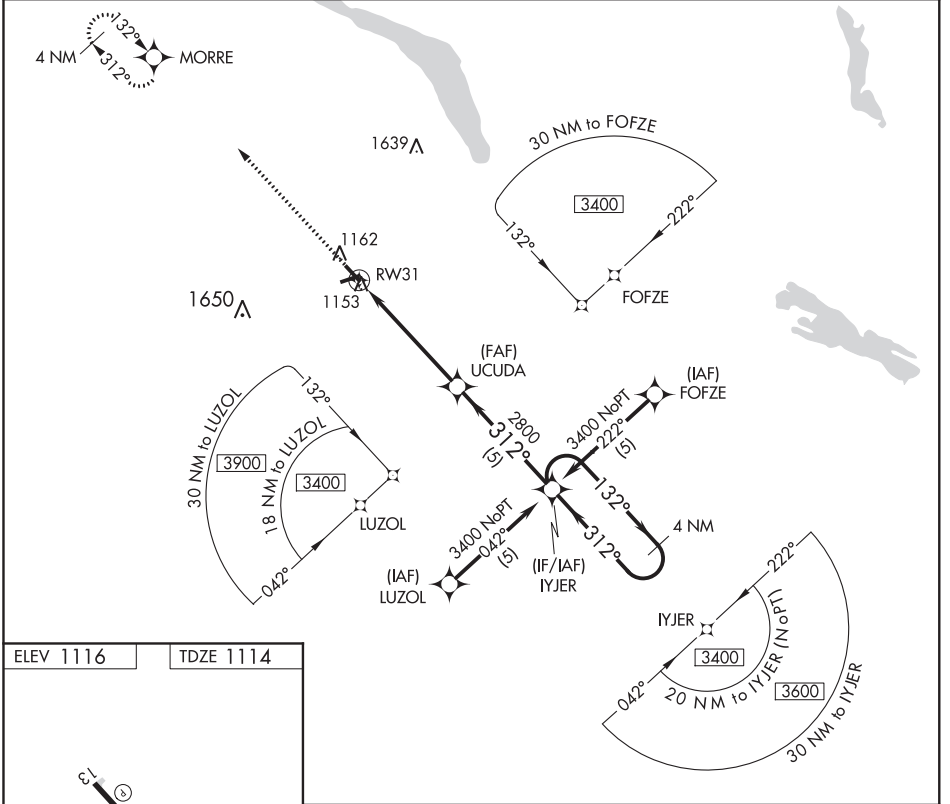 132°
4 NM
312°
MORRE
1639
30 NM to FOFZE
3400
132°
222°
FOFZE
1162
RW31
1153
1650
(FAF)
UCUDA
(IAF)
FOFZE
3400 NoPT
222°
(5)
2800
312°
(5)
30 NM to LUZOL
3900
18 NM to LUZOL
3400
132°
042°
LUZOL
132°
312°
4 NM
3400 NoPT
042°
(5)
(IAF)
LUZOL
(IF/IAF)
IYJER
222°
IYJER
3400
20 NM to IYJER (NoPT)
3600
042°
30 NM to IYJER
ELEV 1116
TDZE 1114
13
P